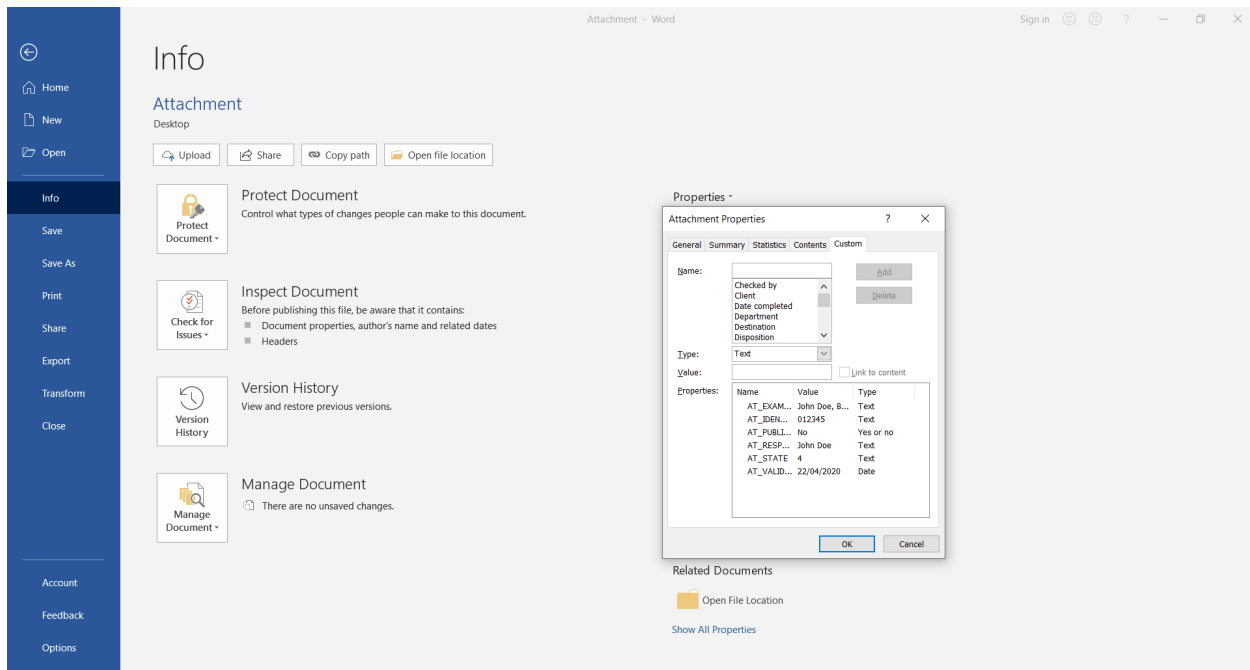 Attachment - Word
Sign in ?
Home
New
Open
Info
Save
Save As
Print
Share
Export
Transform
Close
Account
Feedback
Options
Info
Attachment
Desktop
Upload Share Copy path Open file location
Protect Document
Protect Document
Control what types of changes people can make to this document.
Check for Issues
Inspect Document
Before publishing this file, be aware that it contains:
Document properties, author's name and related dates
Headers
Version History
Version History
View and restore previous versions.
Manage Document
Manage Document
There are no unsaved changes.
Properties
Attachment Properties ?
General Summary Statistics Contents Custom
Name: Add
Checked by
Client Delete
Date completed
Department
Destination
Disposition
Type: Text
Value: Link to content
Properties: Name Value Type
AT_EXAM... John Doe, B... Text
AT_IDEN... 012345 Text
AT_PUBLI... No Yes or no
AT_RESP... John Doe Text
AT_STATE 4 Text
AT_VALID... 22/04/2020 Date
OK Cancel
Related Documents
Open File Location
Show All Properties